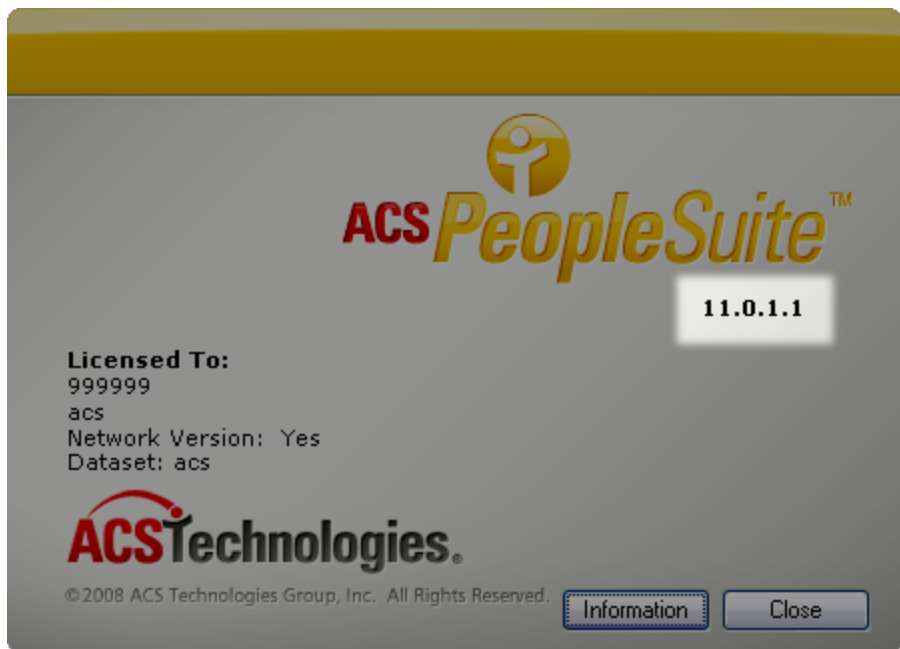 ACS PeopleSuite™
11.0.1.1
Licensed To:
999999
acs
Network Version: Yes
Dataset: acs
ACSTechnologies®
©2008 ACS Technologies Group, Inc. All Rights Reserved.
Information
Close